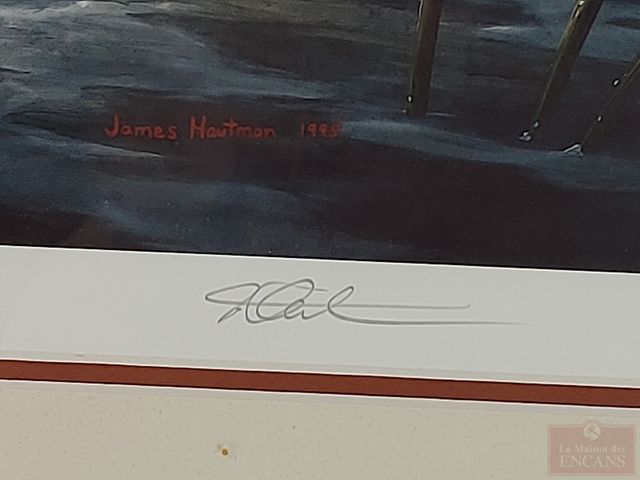 James Hautman 1995
La Maison des
ENCANS